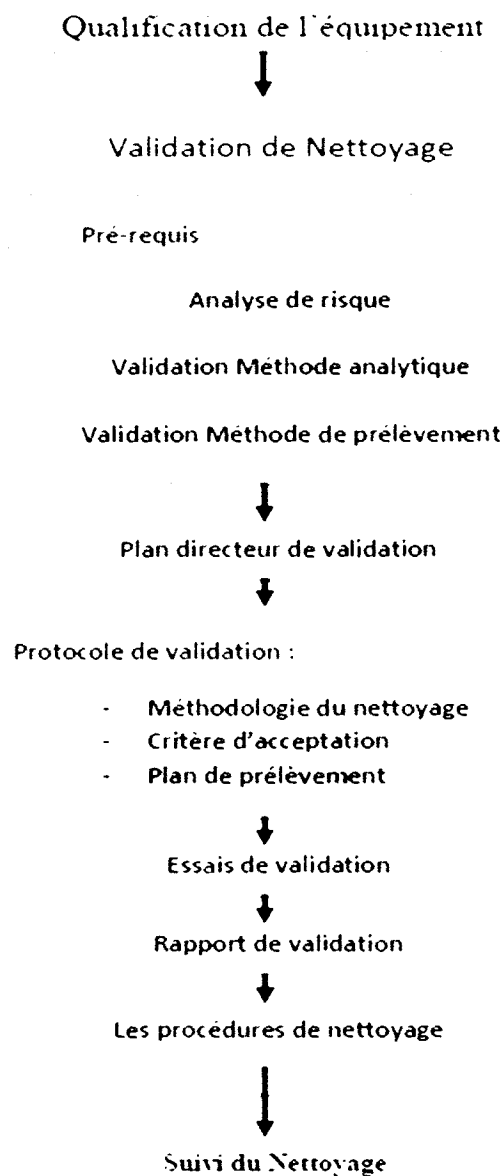 Qualification de l'équipement
Validation de Nettoyage
Pré-requis
Analyse de risque
Validation Méthode analytique
Validation Méthode de prélèvement
Plan directeur de validation
Protocole de validation :
- Méthodologie du nettoyage
- Critère d'acceptation
- Plan de prélèvement
Essais de validation
Rapport de validation
Les procédures de nettoyage
Suivi du Nettoyage